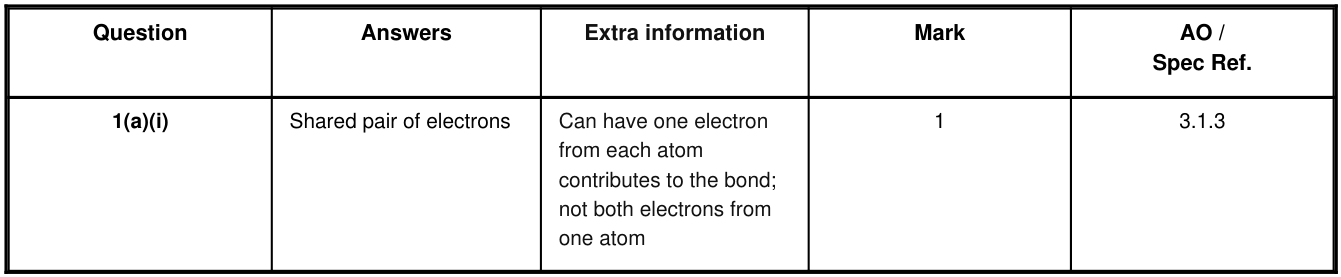 Question Answers Extra information Mark AO /
Spec Ref.
1(a)(i) Shared pair of electrons Can have one electron 1 3.1.3
from each atom
contributes to the bond;
not both electrons from
one atom